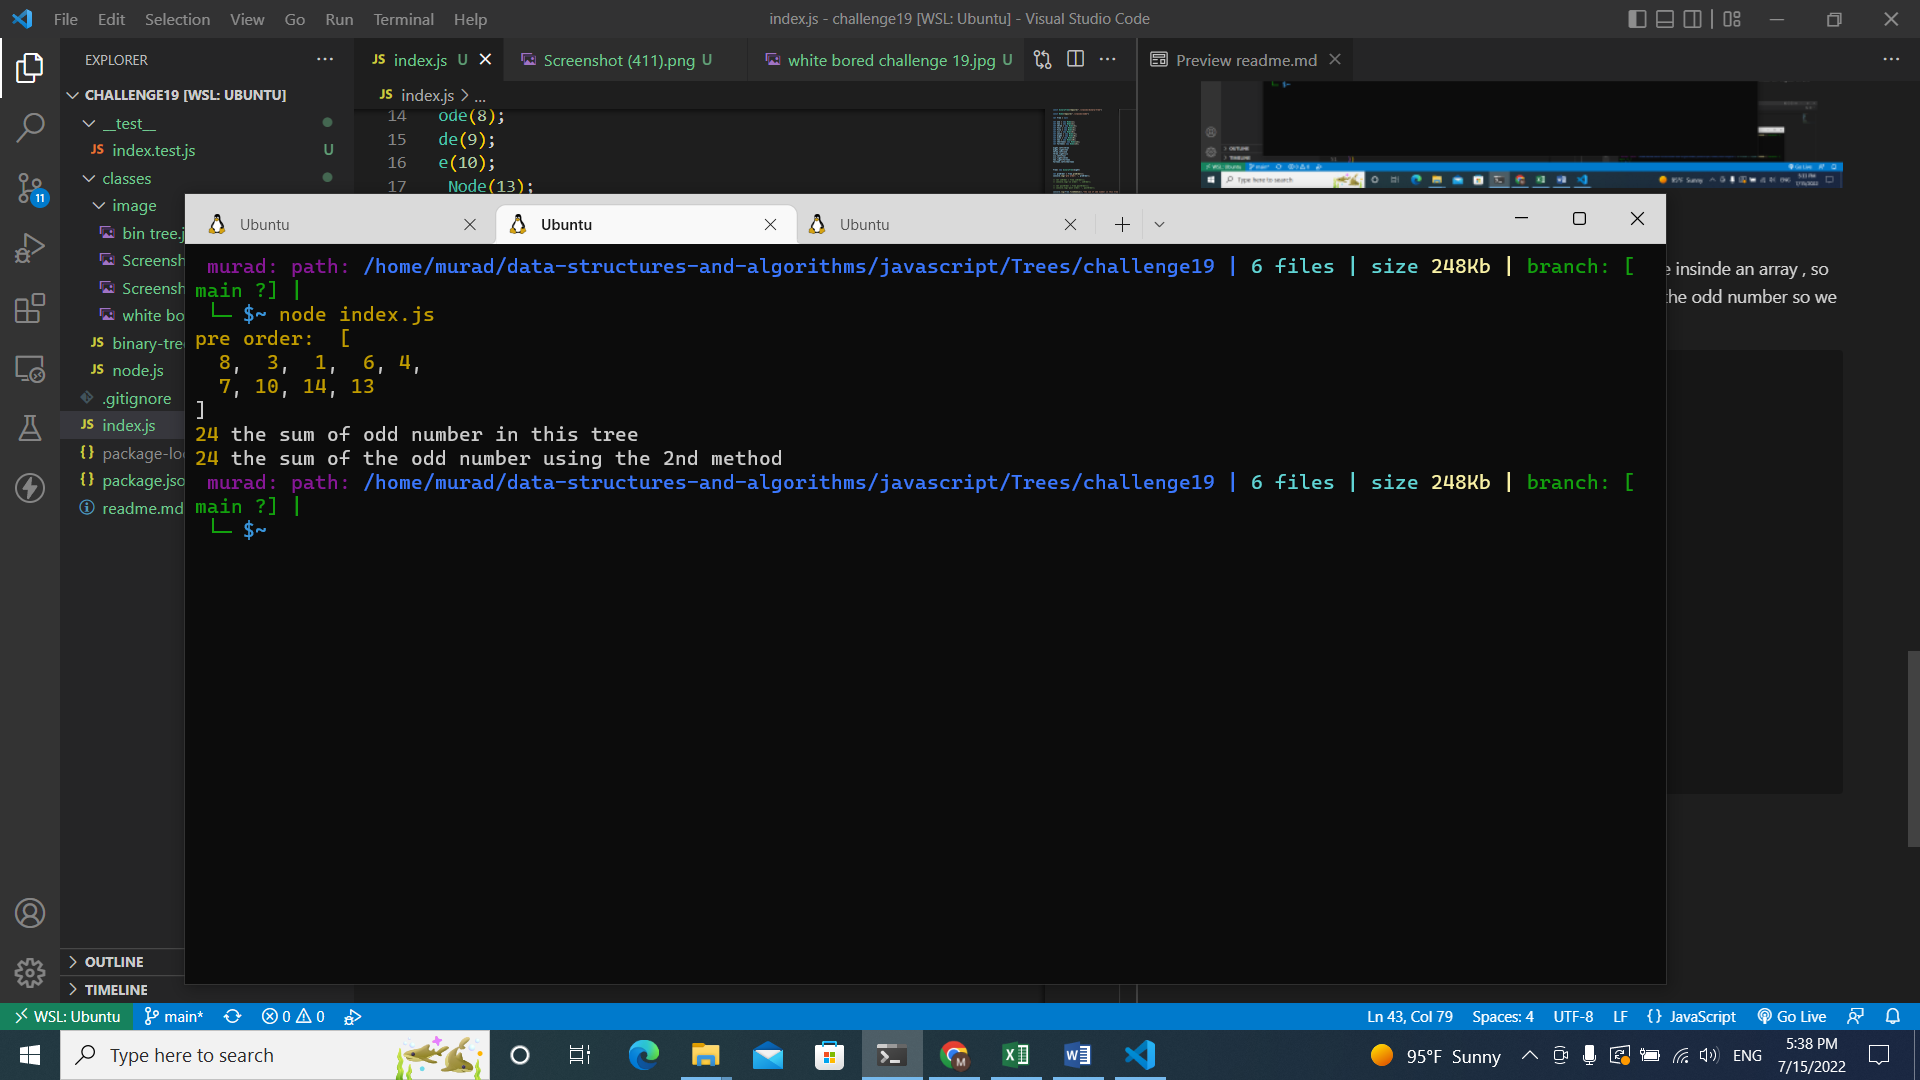 File Edit Selection View Go Run Terminal Help
index.js - challenge19 [WSL: Ubuntu] - Visual Studio Code
EXPLORER
JS index.js U
Screenshot (411).png U
white bored challenge 19.jpg U
Preview readme.md
CHALLENGE19 [WSL: UBUNTU]
JS index.js > ...
__test__
JS index.test.js U
classes
image
bin tree.j
Screensh
Screensh
white bo
JS binary-tre
JS node.js
.gitignore
JS index.js
{} package-loc
{} package.jso
readme.md
11
OUTLINE
TIMELINE
14 ode(8);
15 de(9);
16 e(10);
17 Node(13);
e insinde an array , so
he odd number so we
Ubuntu
Ubuntu
Ubuntu
murad: path: /home/murad/data-structures-and-algorithms/javascript/Trees/challenge19 | 6 files | size 248Kb | branch: [
main ?] |
└─ $~ node index.js
pre order:  [
8, 3, 1, 6, 4,
7, 10, 14, 13
]
24 the sum of odd number in this tree
24 the sum of the odd number using the 2nd method
murad: path: /home/murad/data-structures-and-algorithms/javascript/Trees/challenge19 | 6 files | size 248Kb | branch: [
main ?] |
└─ $~
WSL: Ubuntu main* 0 0
Ln 43, Col 79 Spaces: 4 UTF-8 LF {} JavaScript Go Live
Type here to search
95°F Sunny
ENG
5:38 PM
7/15/2022